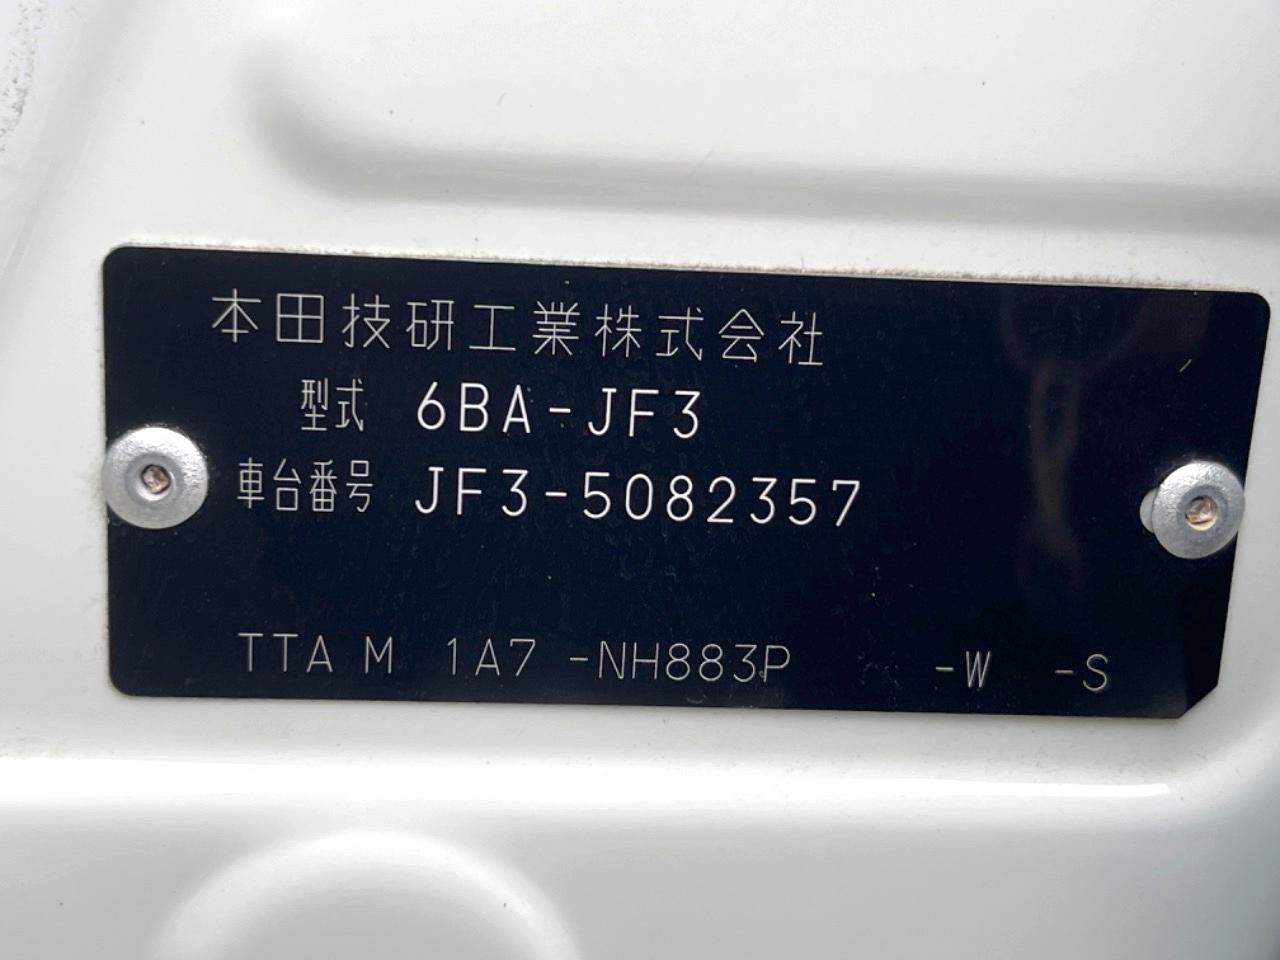 本田技研工業株式会社
型式 6BA-JF3
車台番号 JF3-5082357
TTA M 1A7 -NH883P -W -S